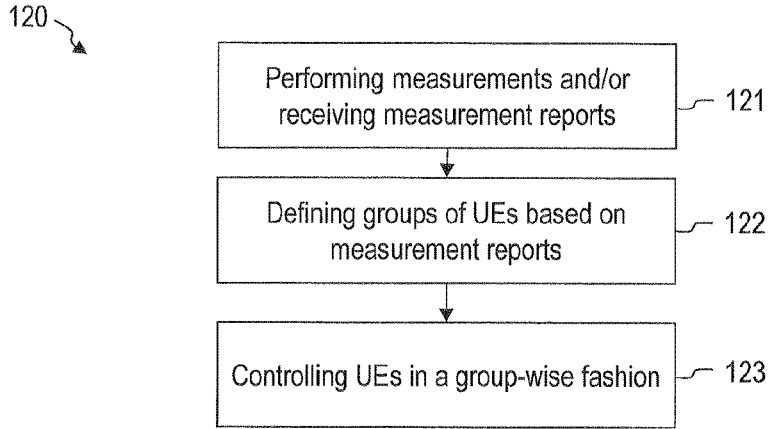 120
Performing measurements and/or
receiving measurement reports
121
Defining groups of UEs based on
measurement reports
122
Controlling UEs in a group-wise fashion
123